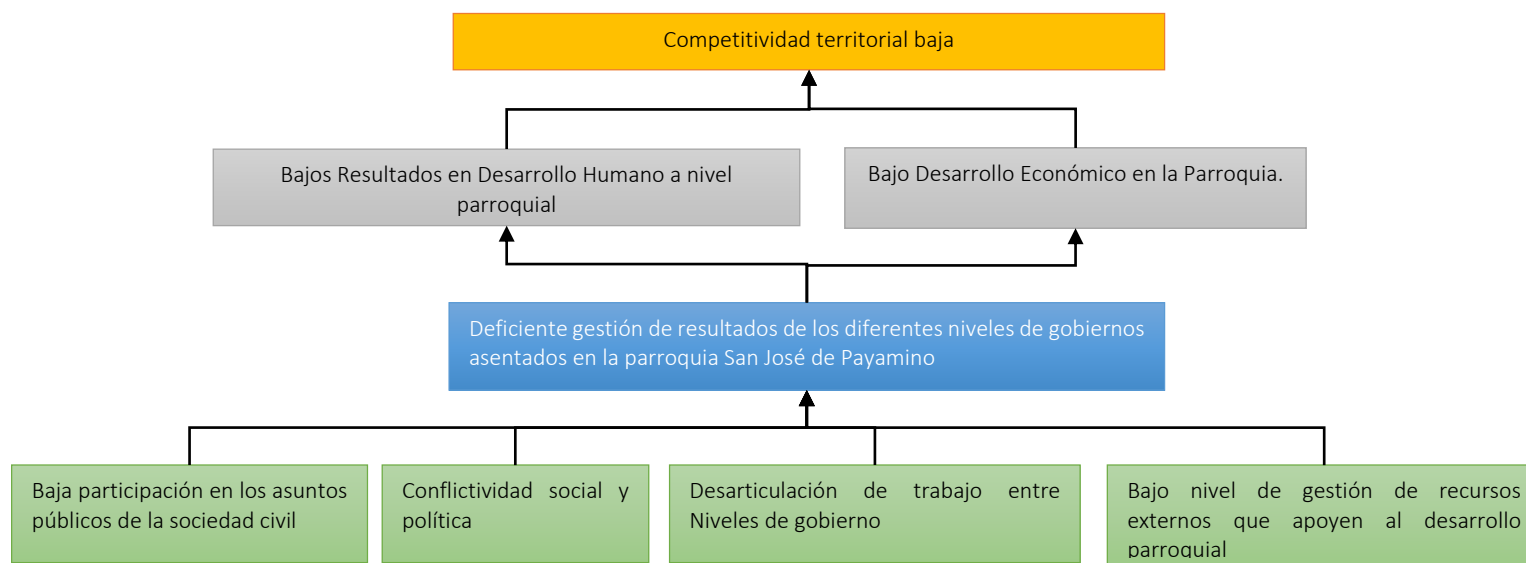 Competitividad territorial baja
Bajos Resultados en Desarrollo Humano a nivel
parroquial
Bajo Desarrollo Económico en la Parroquia.
Deficiente gestión de resultados de los diferentes niveles de gobiernos
asentados en la parroquia San José de Payamino
Baja participación en los asuntos
públicos de la sociedad civil
Conflictividad social y
política
Desarticulación de trabajo entre
Niveles de gobierno
Bajo nivel de gestión de recursos
externos que apoyen al desarrollo
parroquial